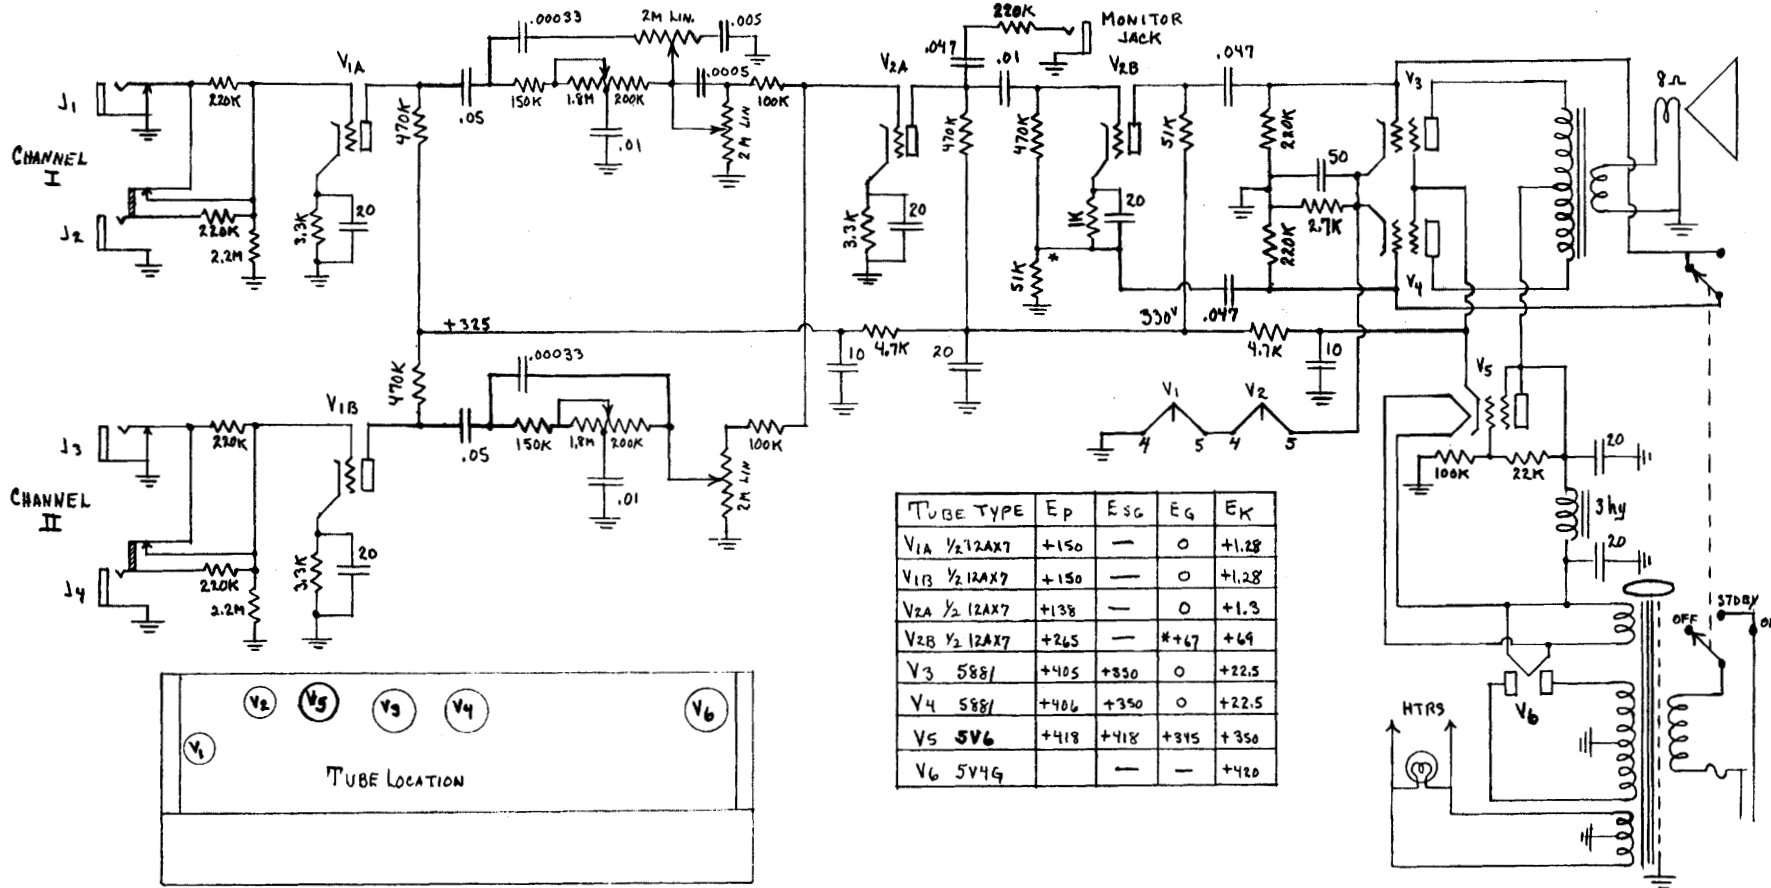 .00033
2M LIN.
.005
220K
MONITOR
JACK
V1A
.0005
V2A
.047
.01
V2B
.047
V3
8Ω
J1
220K
.05
150K
1.8M
200K
100K
470K
.01
2M LIN
470K
470K
51K
220K
50
CHANNEL
I
J2
220K
2.2M
3.3K
20
3.3K
20
1K
20
2.7K
220K
*
51K
V4
+325
330V
.047
10
4.7K
20
4.7K
10
.00033
470K
V1B
V1
V2
V5
J3
220K
.05
150K
1.8M
200K
100K
4
5
4
5
.01
2M LIN
100K
22K
20
CHANNEL
II
3hy
20
J4
220K
2.2M
3.3K
20
TUBE TYPE EP ESG EG EK
V1A 1/2 12AX7 +150 — 0 +1.28
V1B 1/2 12AX7 +150 — 0 +1.28
V2A 1/2 12AX7 +138 — 0 +1.3
V2B 1/2 12AX7 +265 — *+67 +69
V3 5881 +405 +350 0 +22.5
V4 5881 +406 +350 0 +22.5
V5 5V6 +418 +418 +345 +350
V6 5V4G — — +420
OFF
STDBY
V6
HTRS
V2
V5
V3
V4
V6
V1
TUBE LOCATION